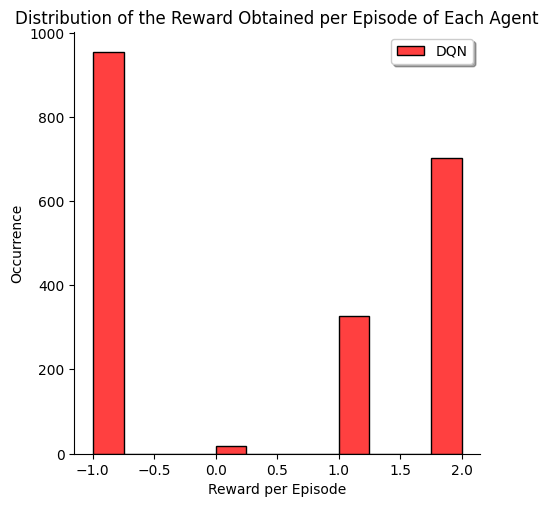 Distribution of the Reward Obtained per Episode of Each Agent
DQN
1000
800
600
400
200
0
Occurrence
−1.0 −0.5 0.0 0.5 1.0 1.5 2.0
Reward per Episode